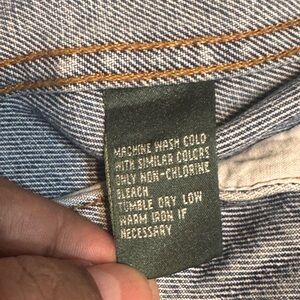 MACHINE WASH COLD
WITH SIMILAR COLORS
ONLY NON-CHLORINE
BLEACH
TUMBLE DRY LOW
WARM IRON IF
NECESSARY